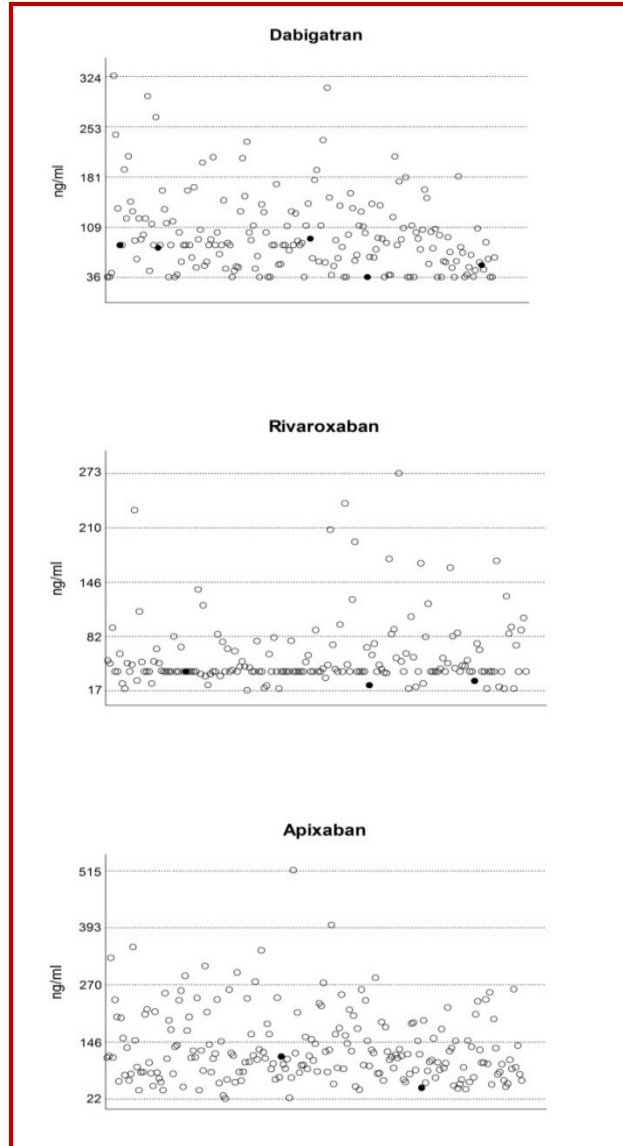 Dabigatran
324
253
181
109
36
ng/ml
Rivaroxaban
273
210
146
82
17
ng/ml
Apixaban
515
393
270
146
22
ng/ml